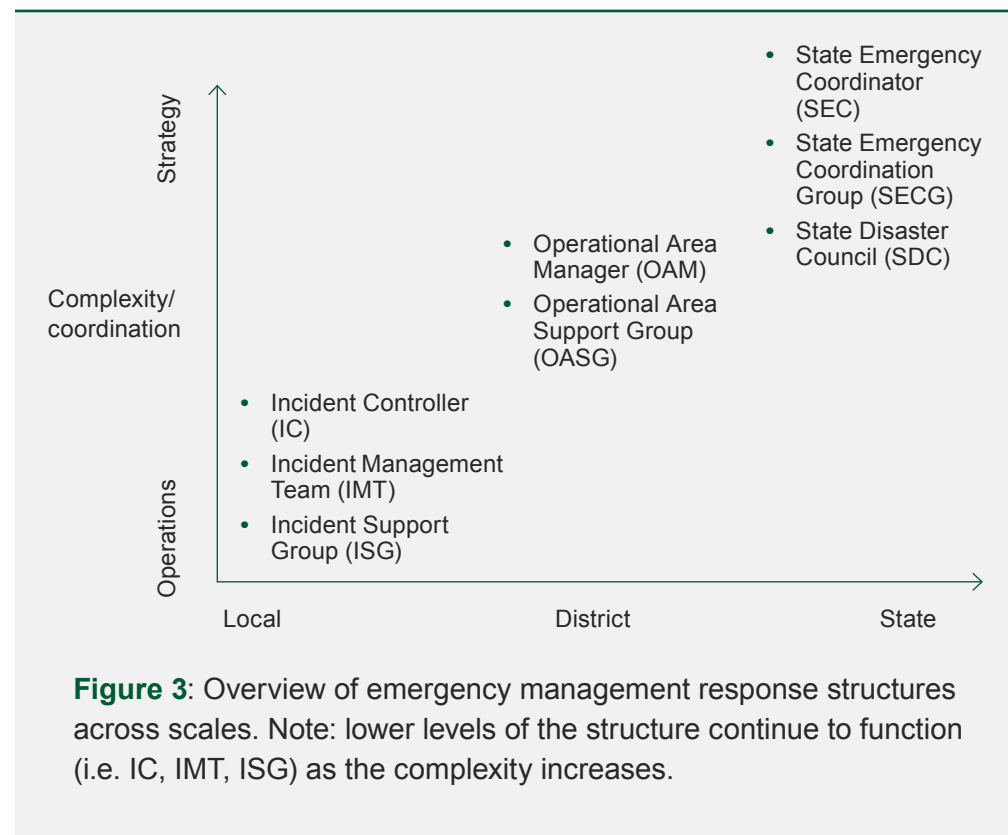 Strategy
Complexity/
coordination
Operations
• State Emergency
Coordinator
(SEC)
• State Emergency
Coordination
Group (SECG)
• State Disaster
Council (SDC)
• Operational Area
Manager (OAM)
• Operational Area
Support Group
(OASG)
• Incident Controller
(IC)
• Incident Management
Team (IMT)
• Incident Support
Group (ISG)
Local District State
Figure 3: Overview of emergency management response structures
across scales. Note: lower levels of the structure continue to function
(i.e. IC, IMT, ISG) as the complexity increases.